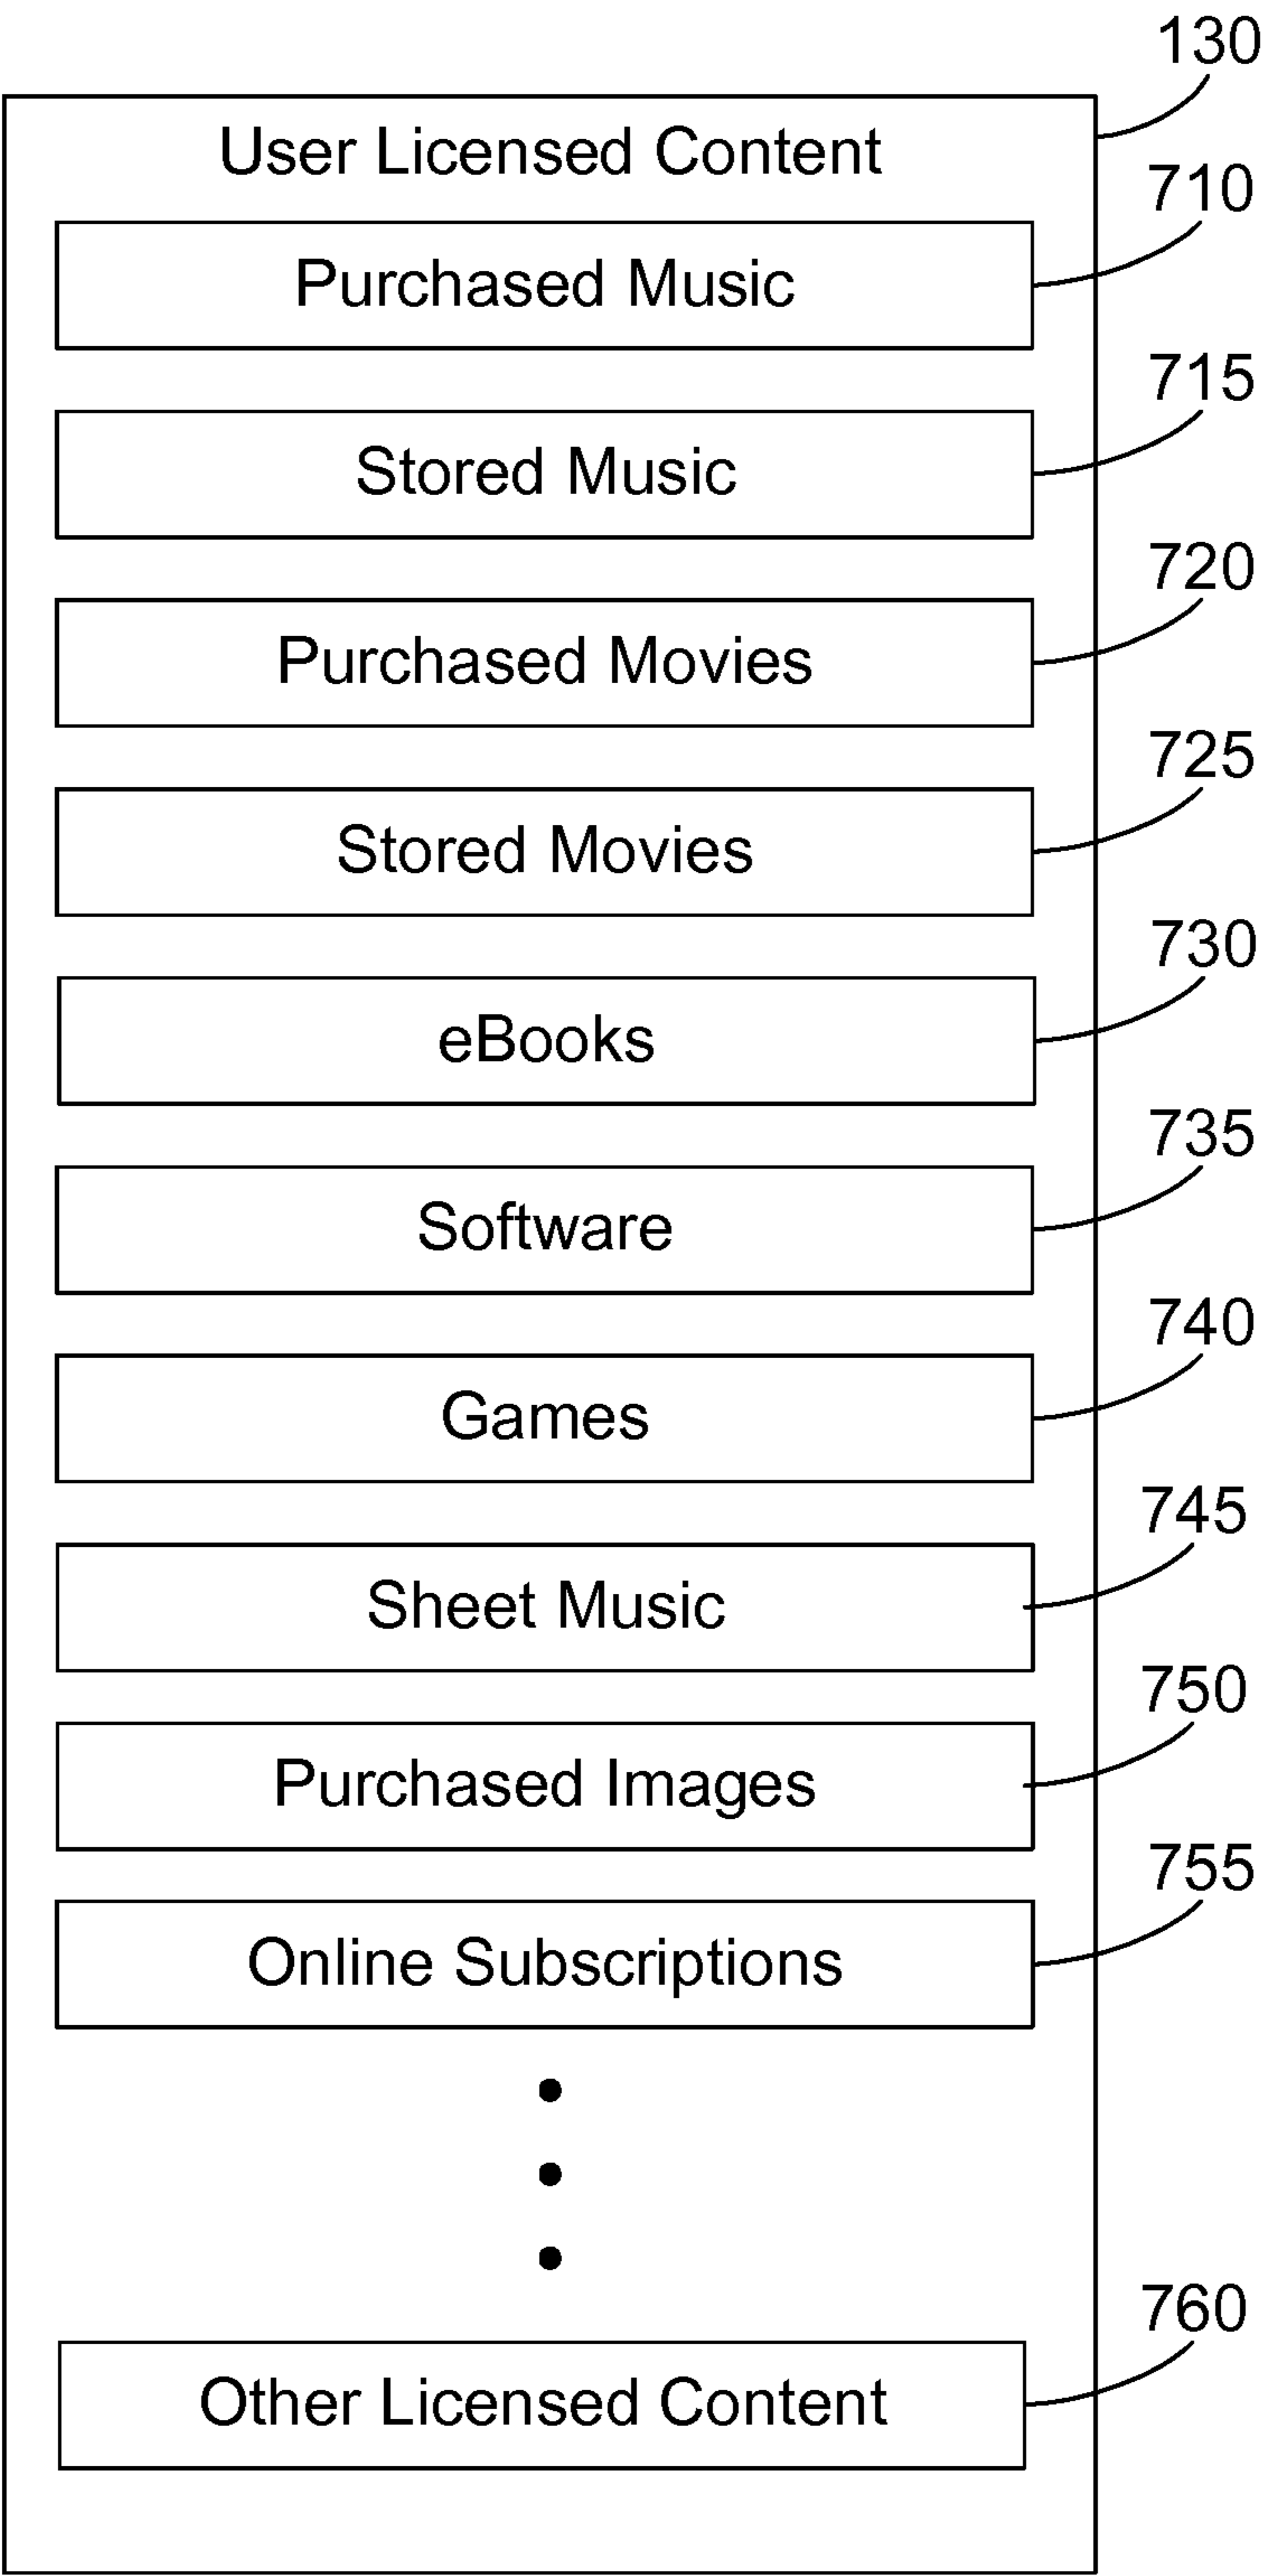 130
User Licensed Content
710
Purchased Music
715
Stored Music
720
Purchased Movies
725
Stored Movies
730
eBooks
735
Software
740
Games
745
Sheet Music
750
Purchased Images
755
Online Subscriptions
760
Other Licensed Content